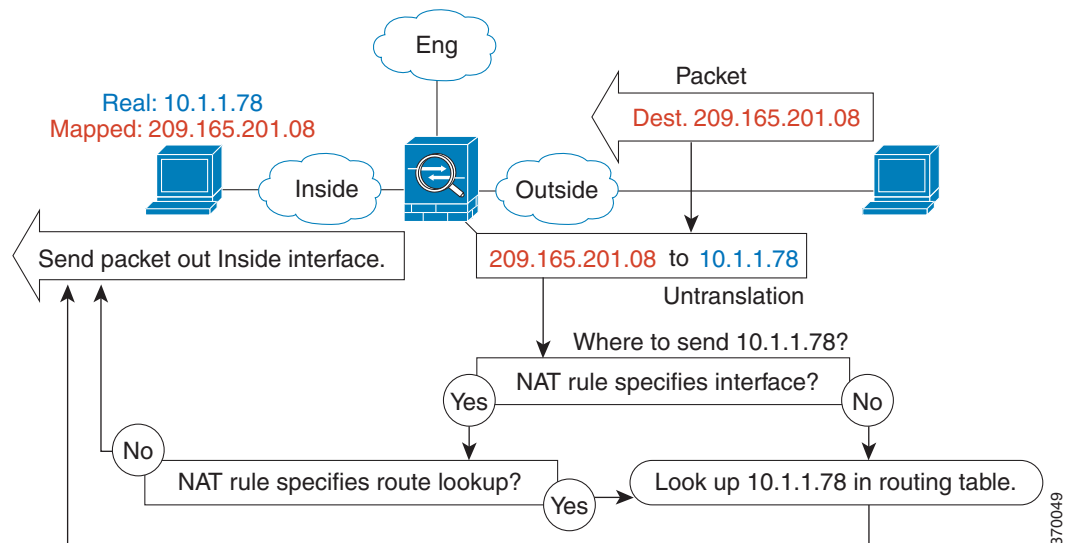 Eng
Packet
Real: 10.1.1.78
Mapped: 209.165.201.08
Dest. 209.165.201.08
Inside
Outside
Send packet out Inside interface.
209.165.201.08 to 10.1.1.78
Untranslation
Where to send 10.1.1.78?
NAT rule specifies interface?
Yes
No
No
NAT rule specifies route lookup?
Yes
Look up 10.1.1.78 in routing table.
370049